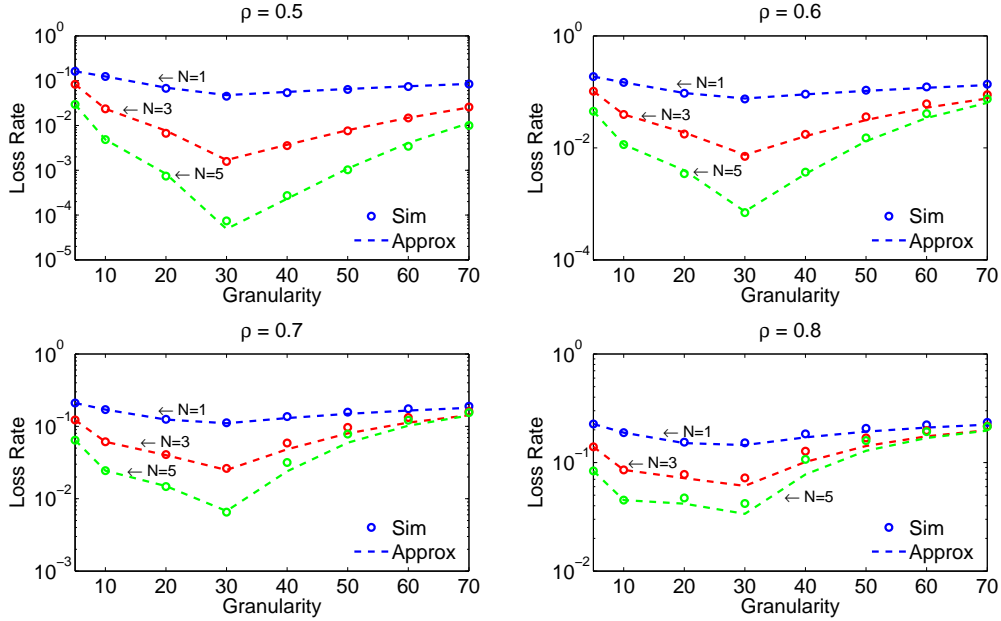 ρ = 0.5
10^0
10^-1
10^-2
10^-3
10^-4
10^-5
Loss Rate
← N=1
← N=3
← N=5
Sim
Approx
10 20 30 40 50 60 70
Granularity
ρ = 0.6
10^0
10^-2
10^-4
Loss Rate
← N=1
← N=3
← N=5
Sim
Approx
10 20 30 40 50 60 70
Granularity
ρ = 0.7
10^0
10^-1
10^-2
10^-3
Loss Rate
← N=1
← N=3
← N=5
Sim
Approx
10 20 30 40 50 60 70
Granularity
ρ = 0.8
10^0
10^-1
10^-2
Loss Rate
← N=1
← N=3
← N=5
Sim
Approx
10 20 30 40 50 60 70
Granularity